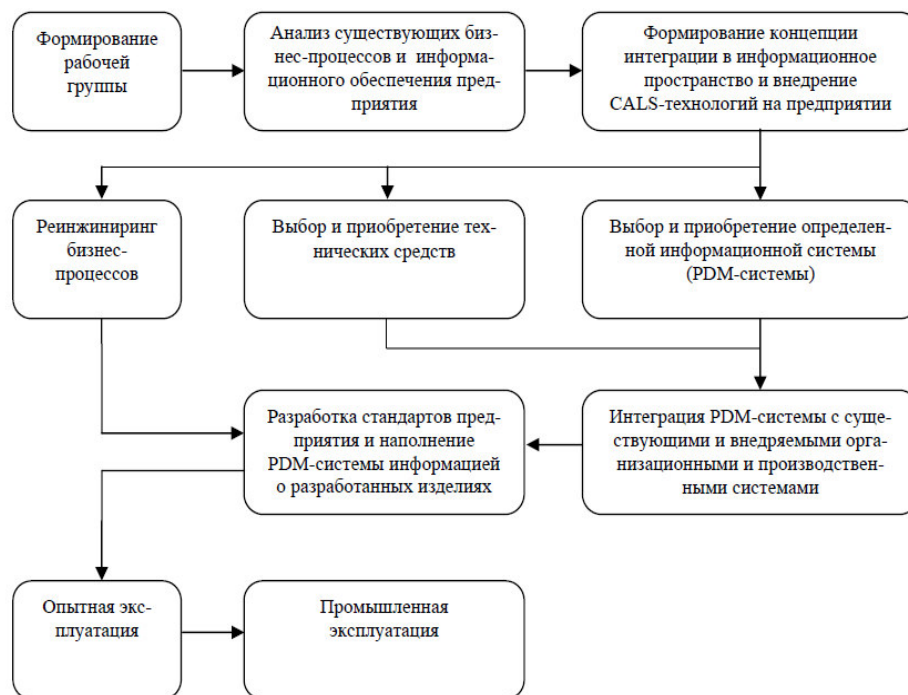 Формирование
рабочей
группы
Анализ существующих биз-
нес-процессов и информа-
ционного обеспечения пред-
приятия
Формирование концепции
интеграции в информационное
пространство и внедрение
CALS-технологий на предприятии
Реинжиниринг
бизнес-
процессов
Выбор и приобретение тех-
нических средств
Выбор и приобретение определен-
ной информационной системы
(PDM-системы)
Разработка стандартов пред-
приятия и наполнение
PDM-системы информацией
о разработанных изделиях
Интеграция PDM-системы с суще-
ствующими и внедряемыми орга-
низационными и производствен-
ными системами
Опытная экс-
плуатация
Промышленная
эксплуатация